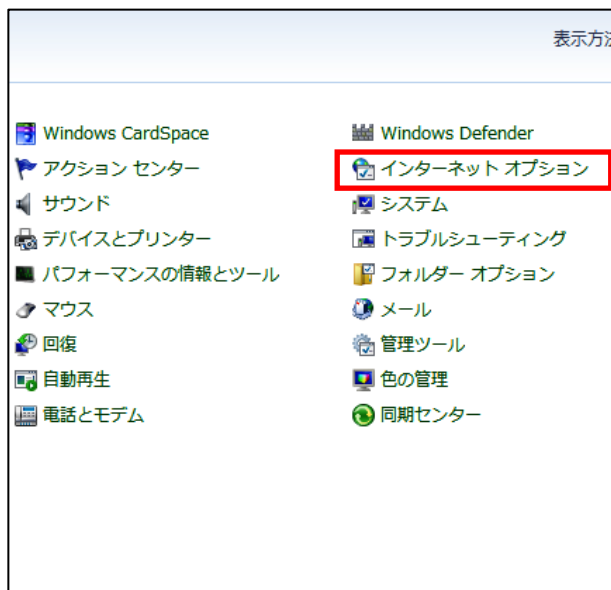 表示方法
Windows CardSpace
Windows Defender
アクション センター
インターネット オプション
サウンド
システム
デバイスとプリンター
トラブルシューティング
パフォーマンスの情報とツール
フォルダー オプション
マウス
メール
回復
管理ツール
自動再生
色の管理
電話とモデム
同期センター